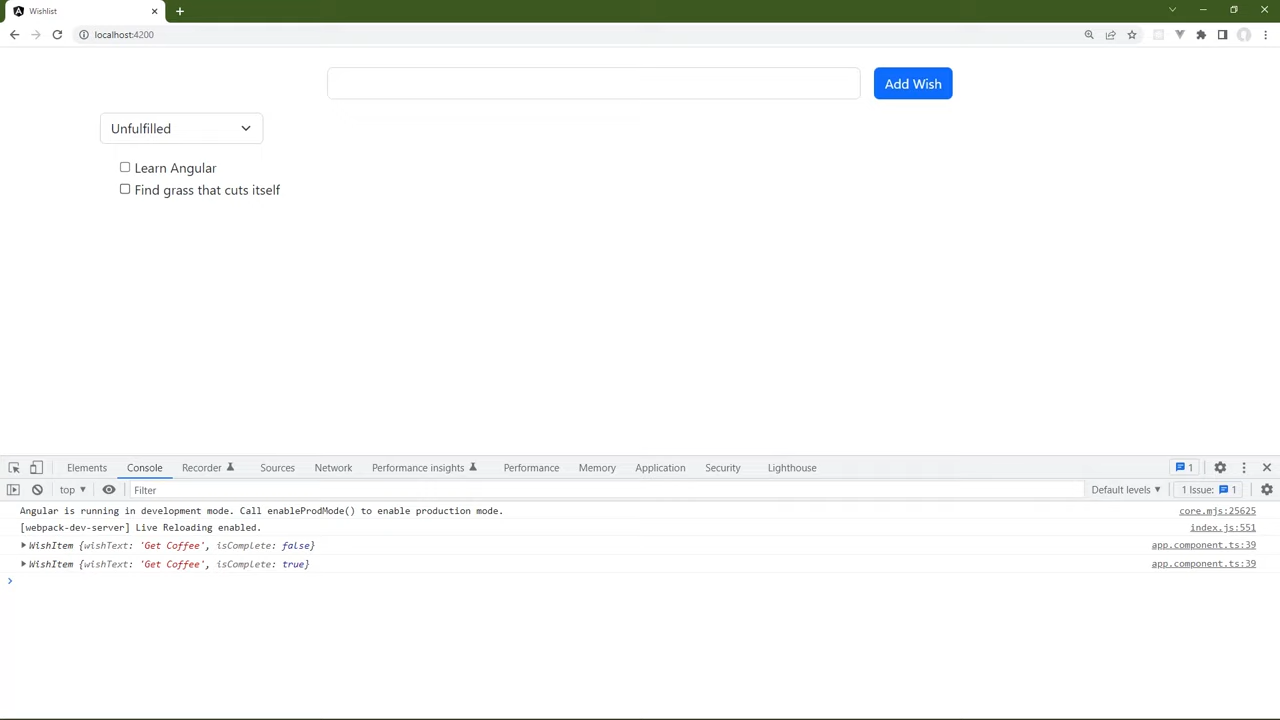 Wishlist
localhost:4200
Add Wish
Unfulfilled
Learn Angular
Find grass that cuts itself
Elements Console Recorder Sources Network Performance insights Performance Memory Application Security Lighthouse 1
top Filter Default levels 1 Issue: 1
Angular is running in development mode. Call enableProdMode() to enable production mode. core.mjs:25625
[webpack-dev-server] Live Reloading enabled. index.js:551
WishItem {wishText: 'Get Coffee', isComplete: false} app.component.ts:39
WishItem {wishText: 'Get Coffee', isComplete: true} app.component.ts:39